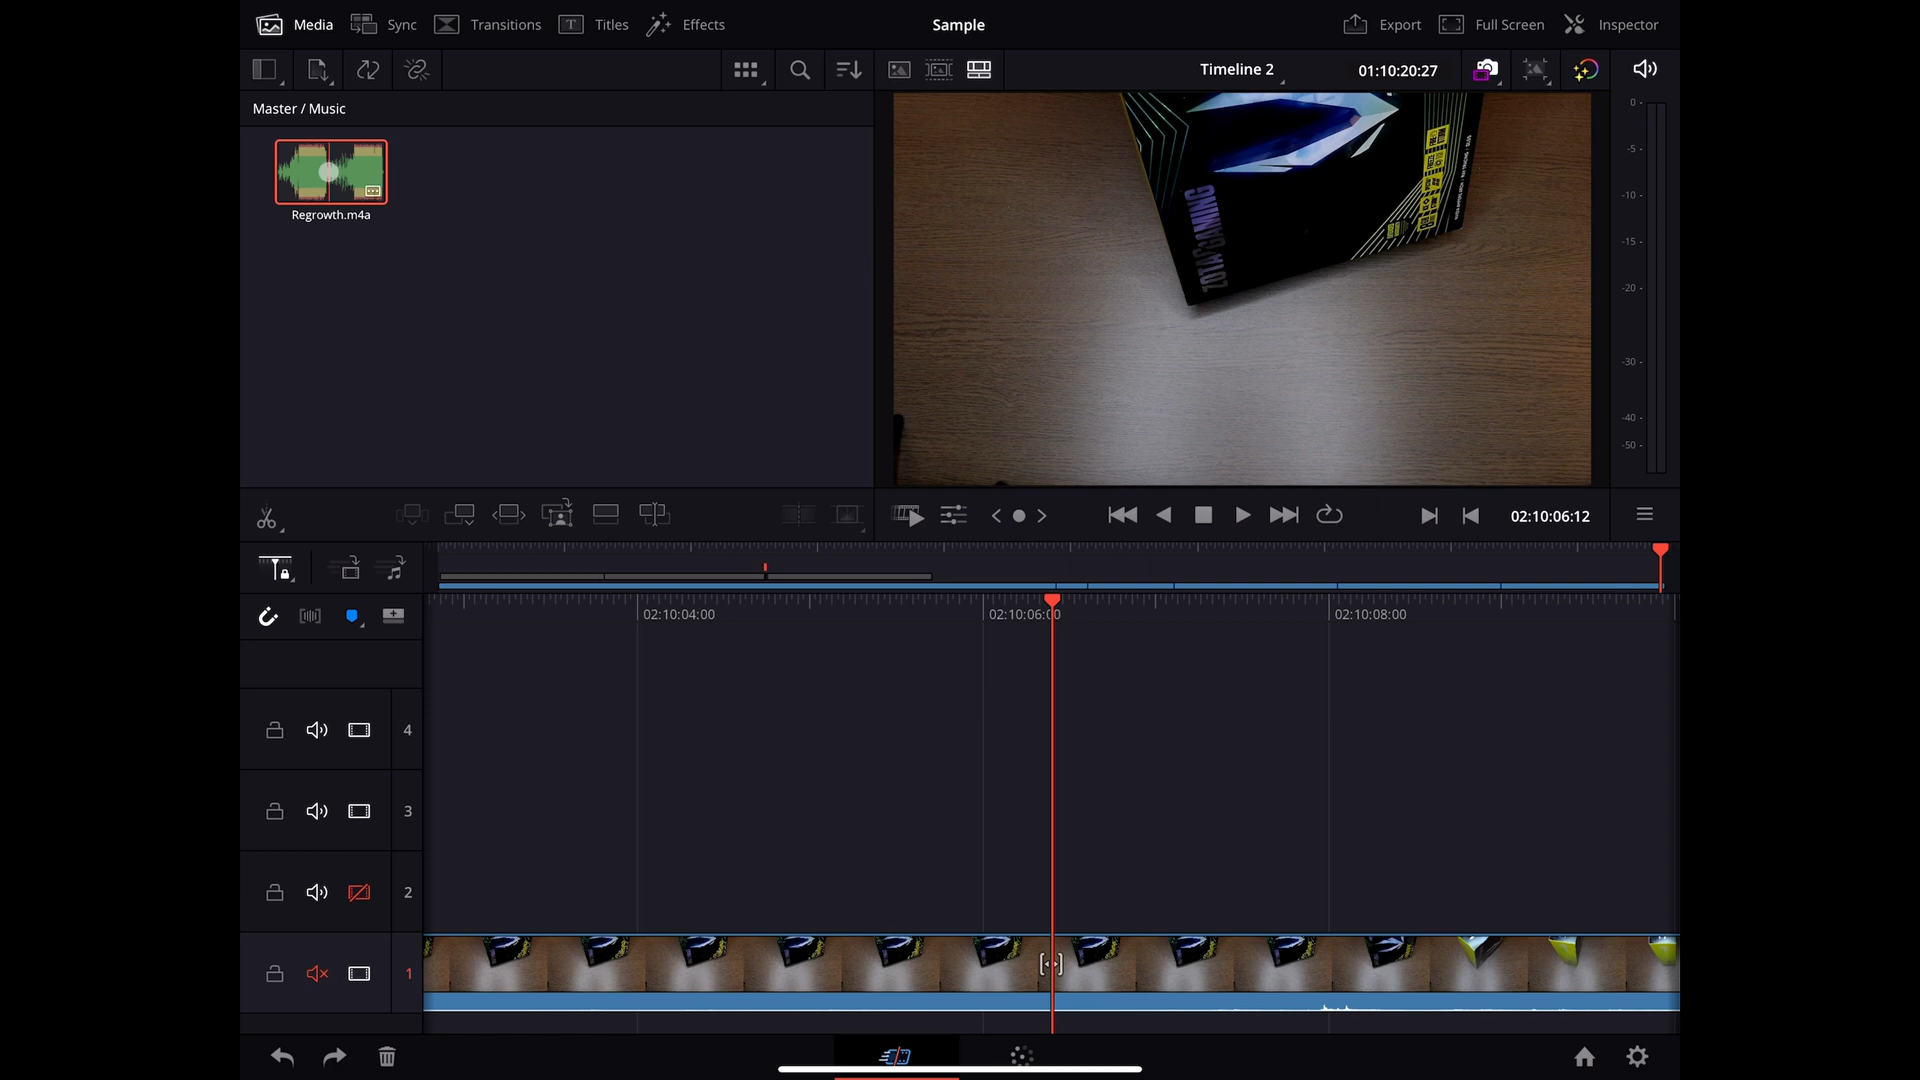 Media
Sync
Transitions
Titles
Effects
Sample
Export
Full Screen
Inspector
Timeline 2
01:10:20:27
Master / Music
Regrowth.m4a
ZOTAC GAMING
0
-5
-10
-15
-20
-30
-40
-50
02:10:06:12
02:10:04:00
02:10:06:00
02:10:08:00
4
3
2
1